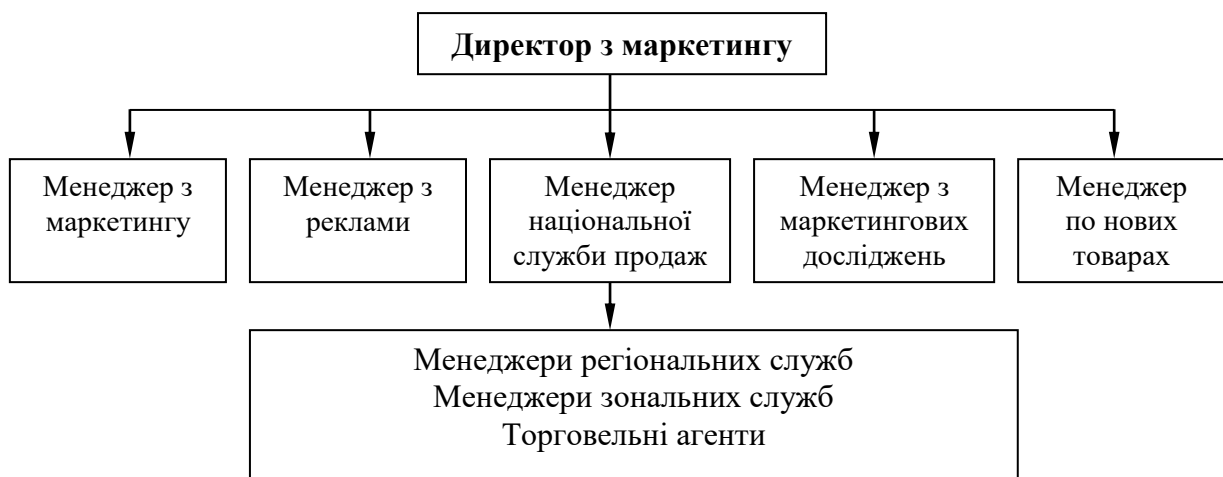 Директор з маркетингу
Менеджер з
маркетингу
Менеджер з
реклами
Менеджер
національної
служби продаж
Менеджер з
маркетингових
досліджень
Менеджер
по нових
товарах
Менеджери регіональних служб
Менеджери зональних служб
Торговельні агенти